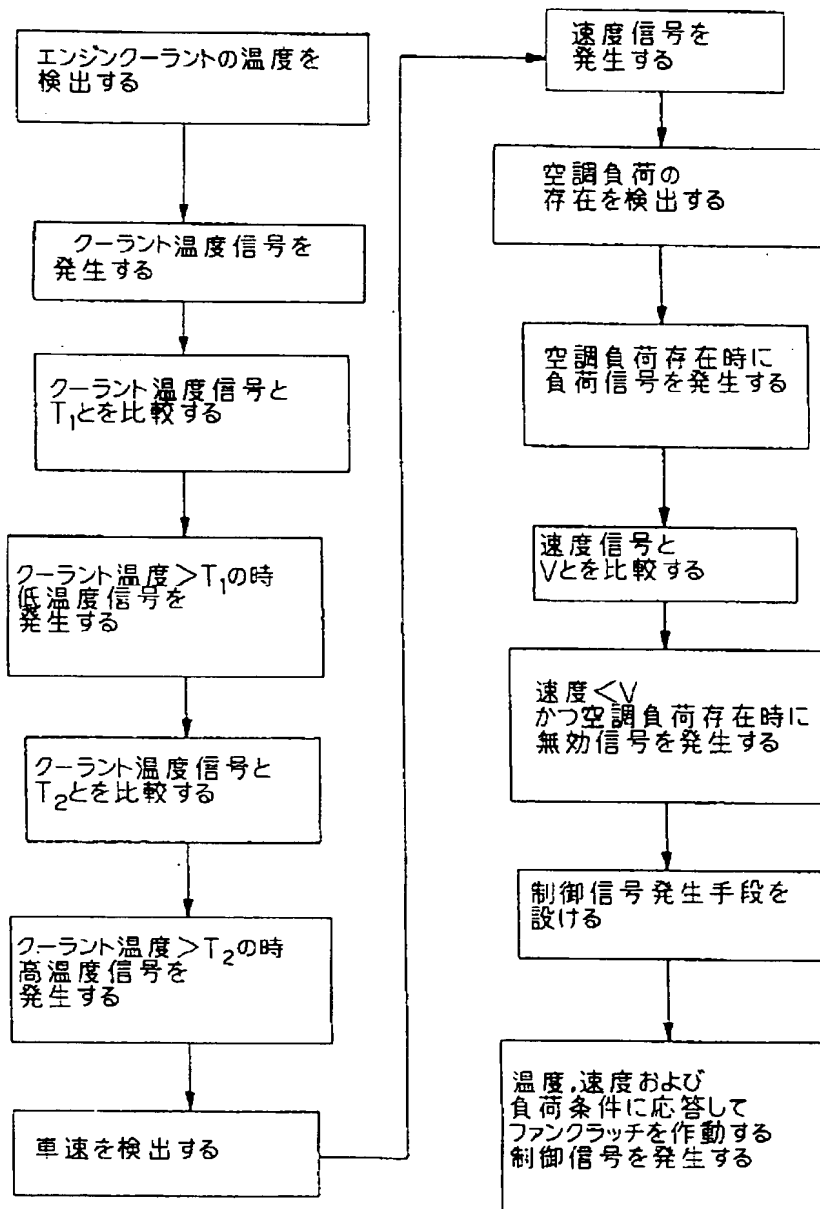 エンジンクーラントの温度を
検出する
クーラント温度信号を
発生する
クーラント温度信号と
T₁とを比較する
クーラント温度＞T₁の時
低温度信号を
発生する
クーラント温度信号と
T₂とを比較する
クーラント温度＞T₂の時
高温度信号を
発生する
車速を検出する
速度信号を
発生する
空調負荷の
存在を検出する
空調負荷存在時に
負荷信号を発生する
速度信号と
Vとを比較する
速度＜V
かつ空調負荷存在時に
無効信号を発生する
制御信号発生手段を
設ける
温度,速度および
負荷条件に応答して
ファンクラッチを作動する
制御信号を発生する